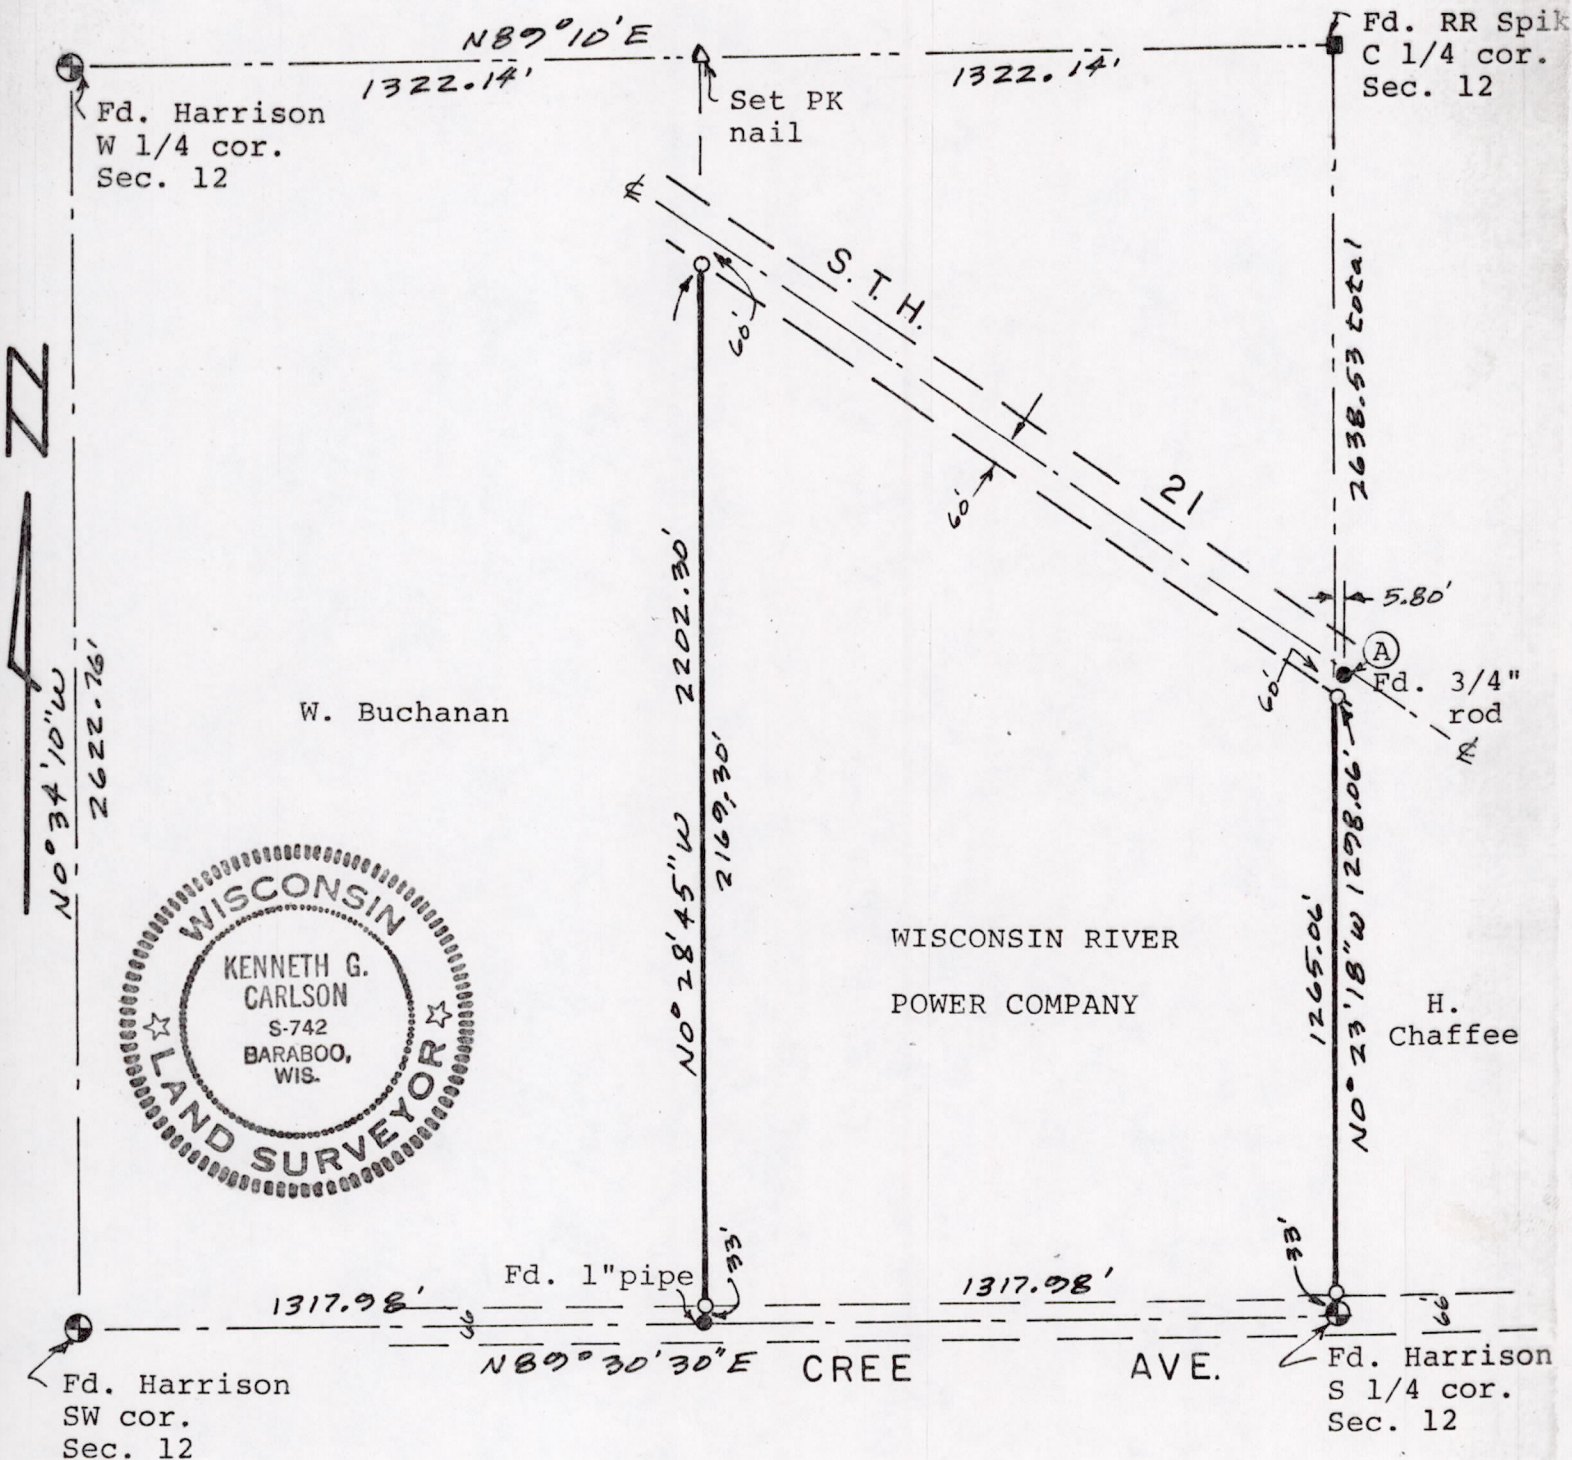 N89°10'E
1322.14'
1322.14'
Fd. RR Spik
C 1/4 cor.
Sec. 12
Fd. Harrison
W 1/4 cor.
Sec. 12
Set PK
nail
℄
S.T.H.
21
60'
60'
60'
2638.53 total
5.80'
A
Fd. 3/4"
rod
℄
N
N0°34'10"W
2622.76'
W. Buchanan
2202.30'
N0°28'45"W
2169.30'
WISCONSIN RIVER
POWER COMPANY
1265.06'
N0°23'18"W 1298.06'
H.
Chaffee
WISCONSIN
KENNETH G.
CARLSON
S-742
BARABOO,
WIS.
LAND SURVEYOR
Fd. 1"pipe
33'
33'
1317.98'
1317.98'
66
66'
N89°30'30"E
CREE AVE.
Fd. Harrison
SW cor.
Sec. 12
Fd. Harrison
S 1/4 cor.
Sec. 12